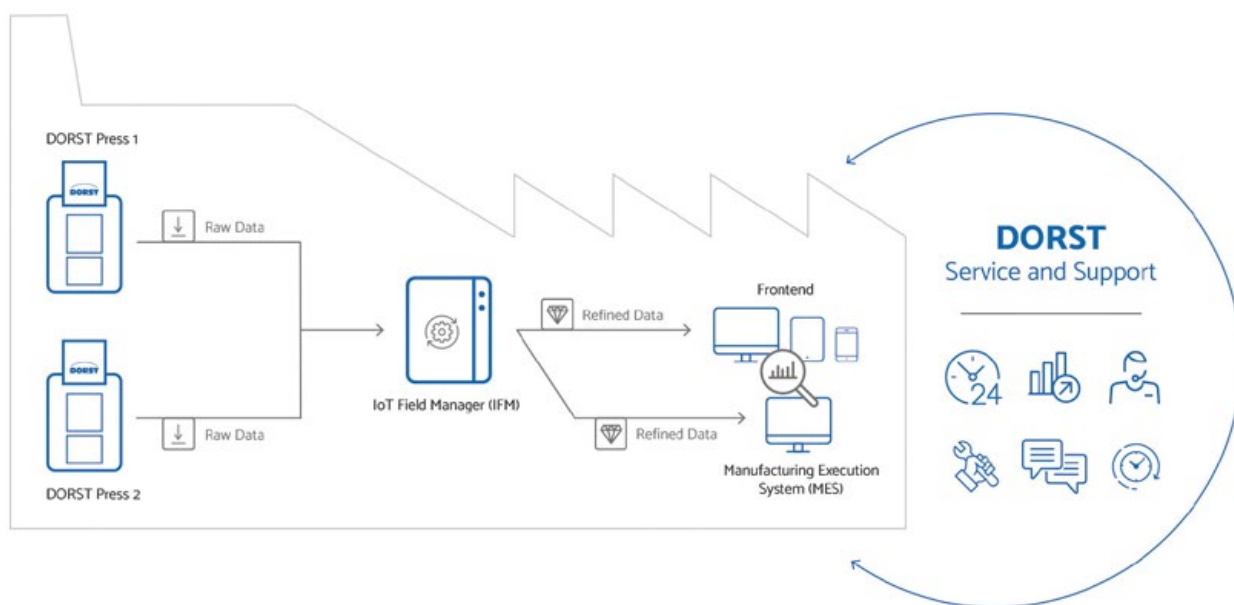 DORST Press 1
DORST
Raw Data
DORST
Raw Data
DORST Press 2
IoT Field Manager (IFM)
Refined Data
Refined Data
Frontend
Manufacturing Execution
System (MES)
DORST
Service and Support
24